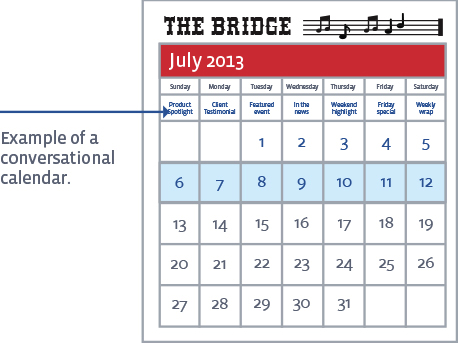 THE BRIDGE
July 2013
Sunday Monday Tuesday Wednesday Thursday Friday Saturday
Product Spotlight Client Testimonial Featured event In the news Weekend highlight Friday special Weekly wrap
1 2 3 4 5
6 7 8 9 10 11 12
13 14 15 16 17 18 19
20 21 22 23 24 25 26
27 28 29 30 31
Example of a
conversational
calendar.